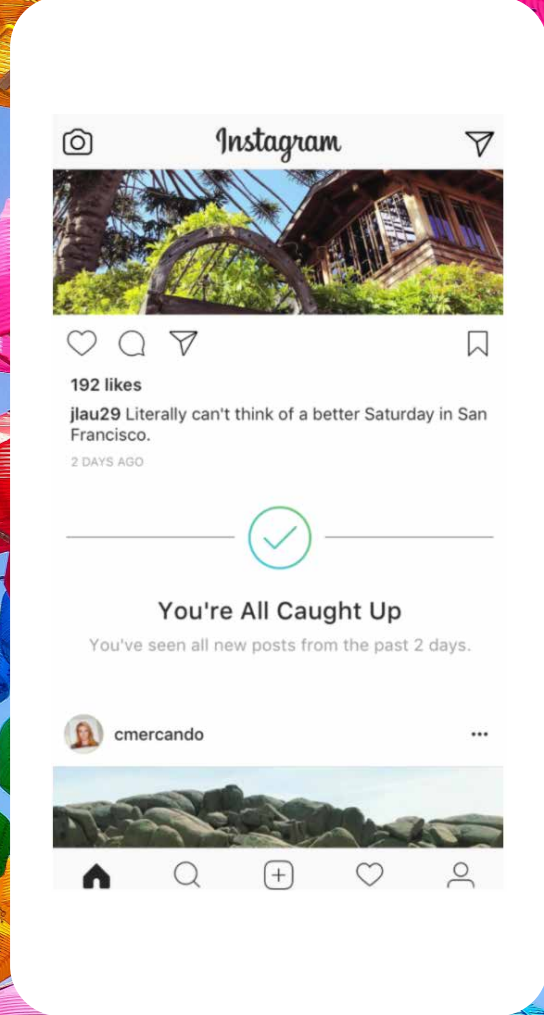 Instagram
192 likes
jlau29 Literally can't think of a better Saturday in San
Francisco.
2 DAYS AGO
You're All Caught Up
You've seen all new posts from the past 2 days.
cmercando